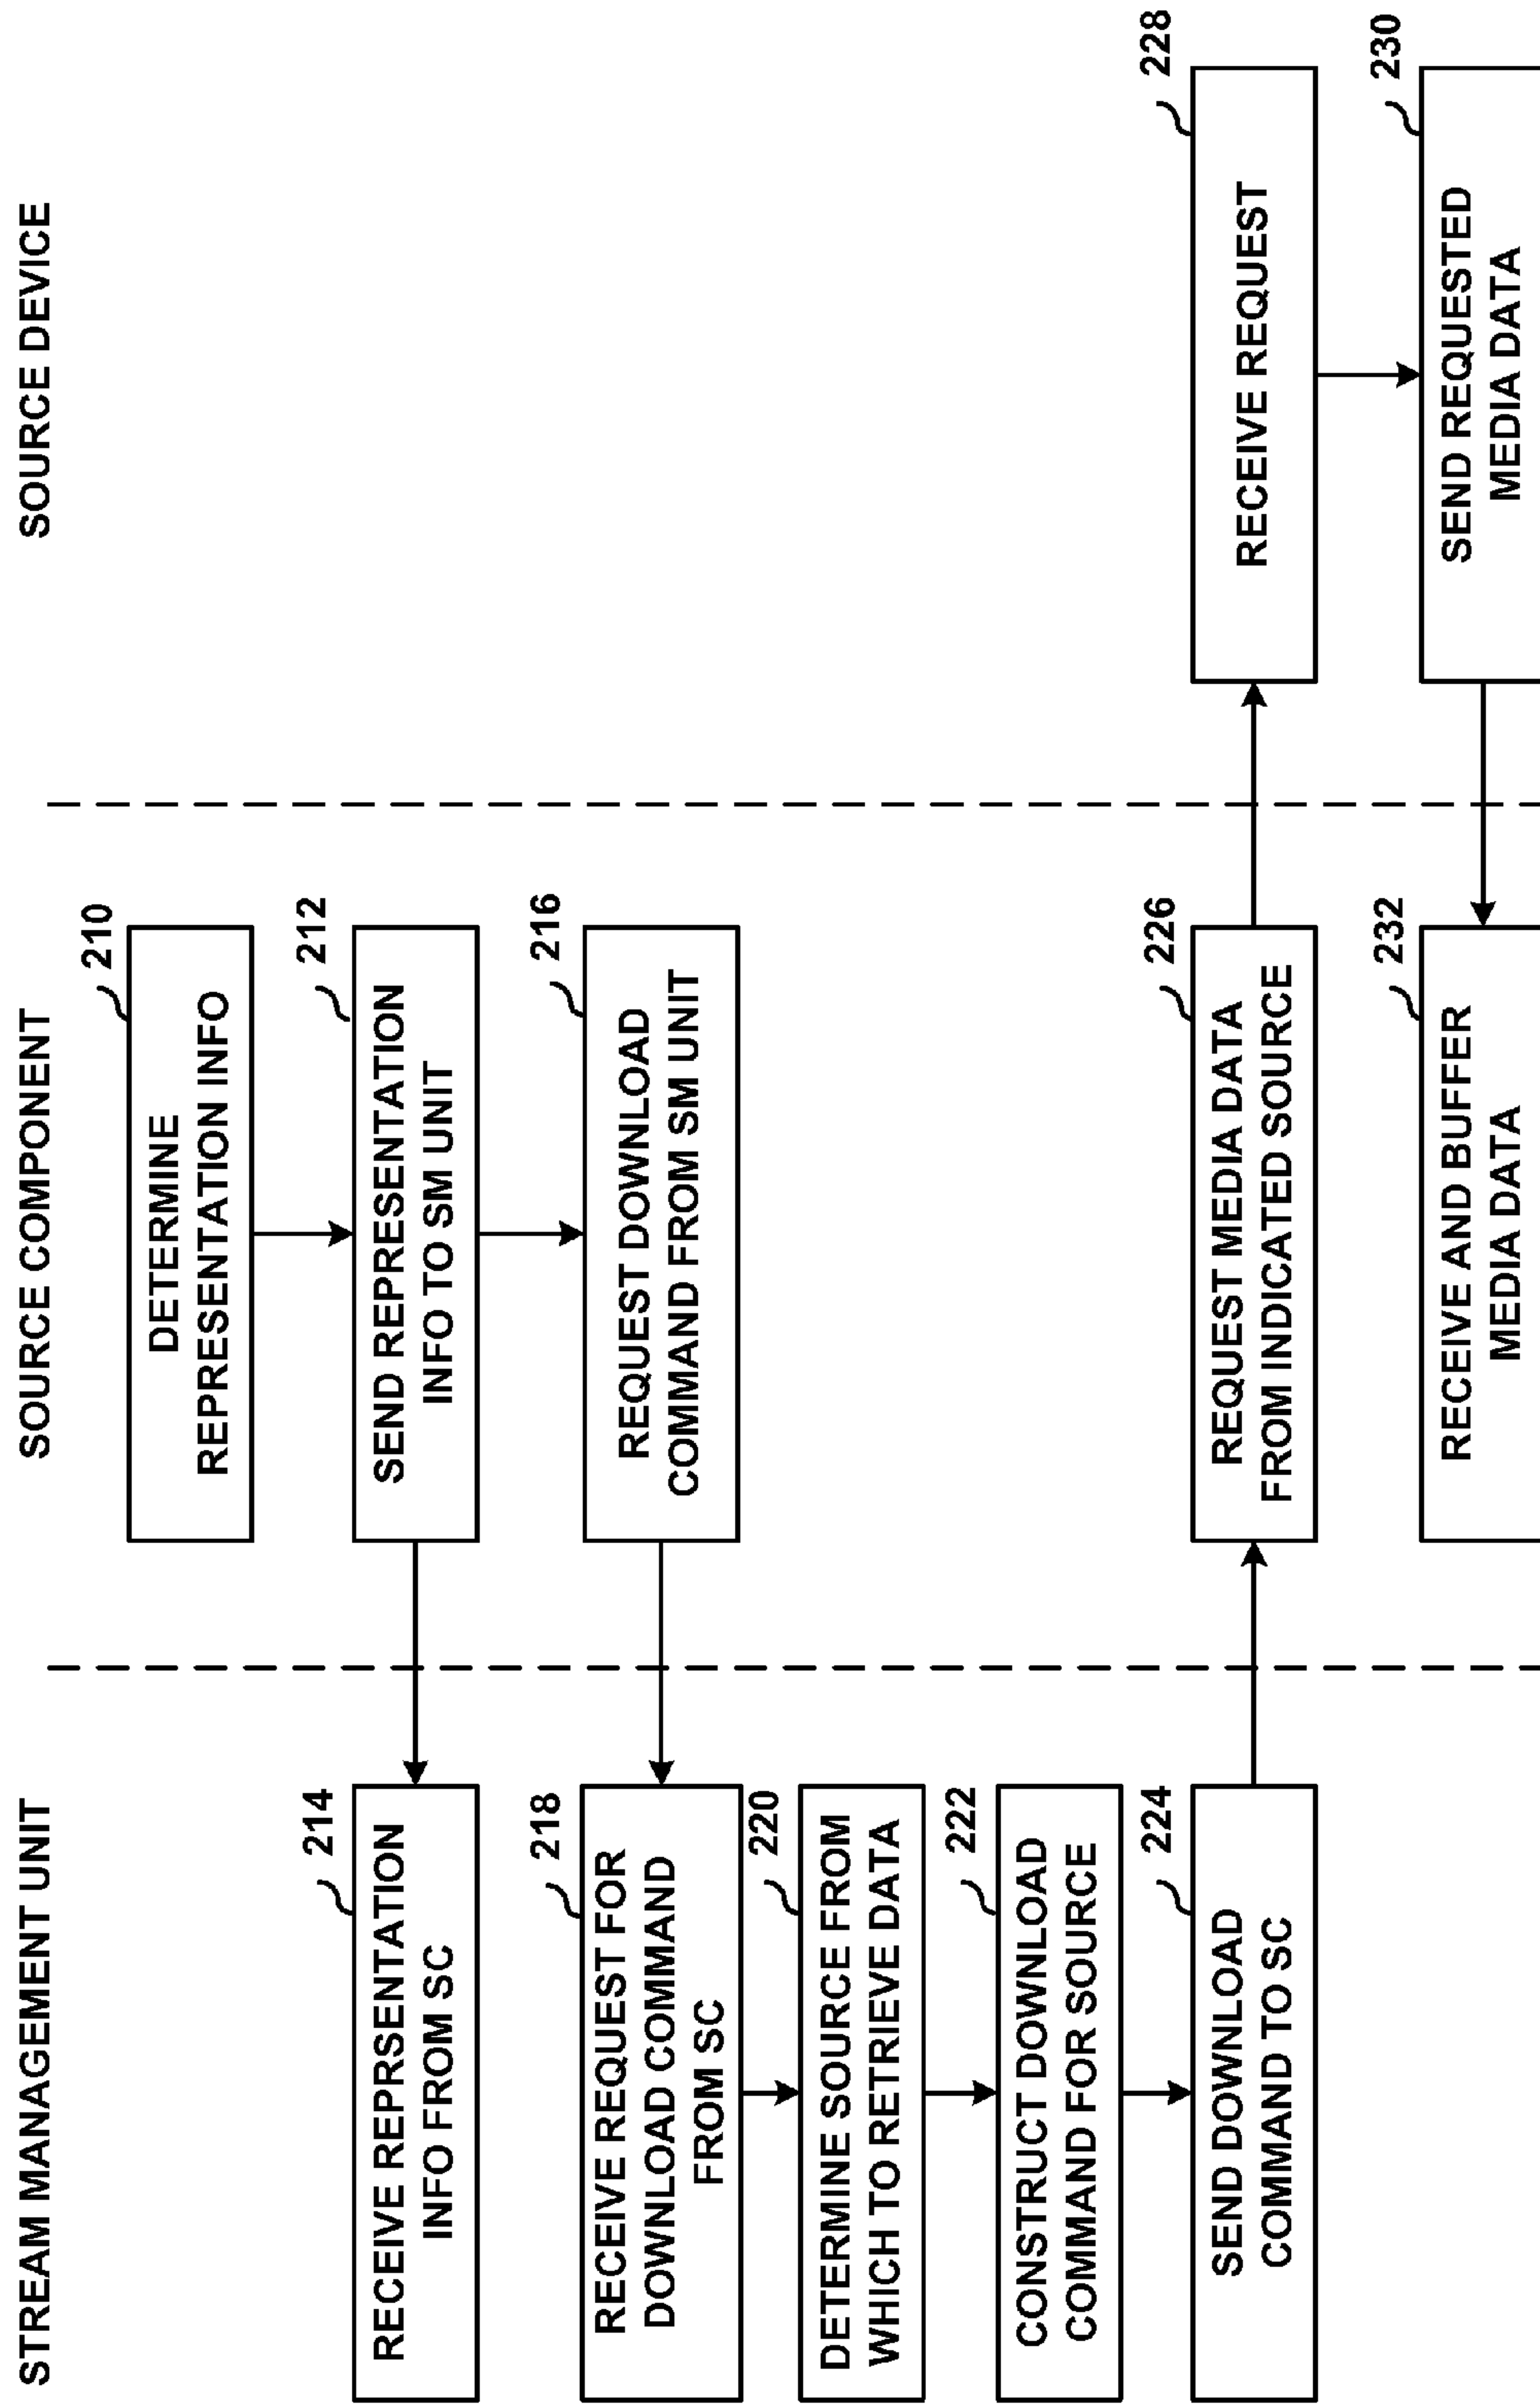 STREAM MANAGEMENT UNIT
SOURCE COMPONENT
SOURCE DEVICE
210
DETERMINE
REPRESENTATION INFO
212
SEND REPRESENTATION
INFO TO SM UNIT
214
RECEIVE REPRSENTATION
INFO FROM SC
216
REQUEST DOWNLOAD
COMMAND FROM SM UNIT
218
RECEIVE REQUEST FOR
DOWNLOAD COMMAND
FROM SC
220
DETERMINE SOURCE FROM
WHICH TO RETRIEVE DATA
222
CONSTRUCT DOWNLOAD
COMMAND FOR SOURCE
224
SEND DOWNLOAD
COMMAND TO SC
226
REQUEST MEDIA DATA
FROM INDICATED SOURCE
228
RECEIVE REQUEST
230
SEND REQUESTED
MEDIA DATA
232
RECEIVE AND BUFFER
MEDIA DATA